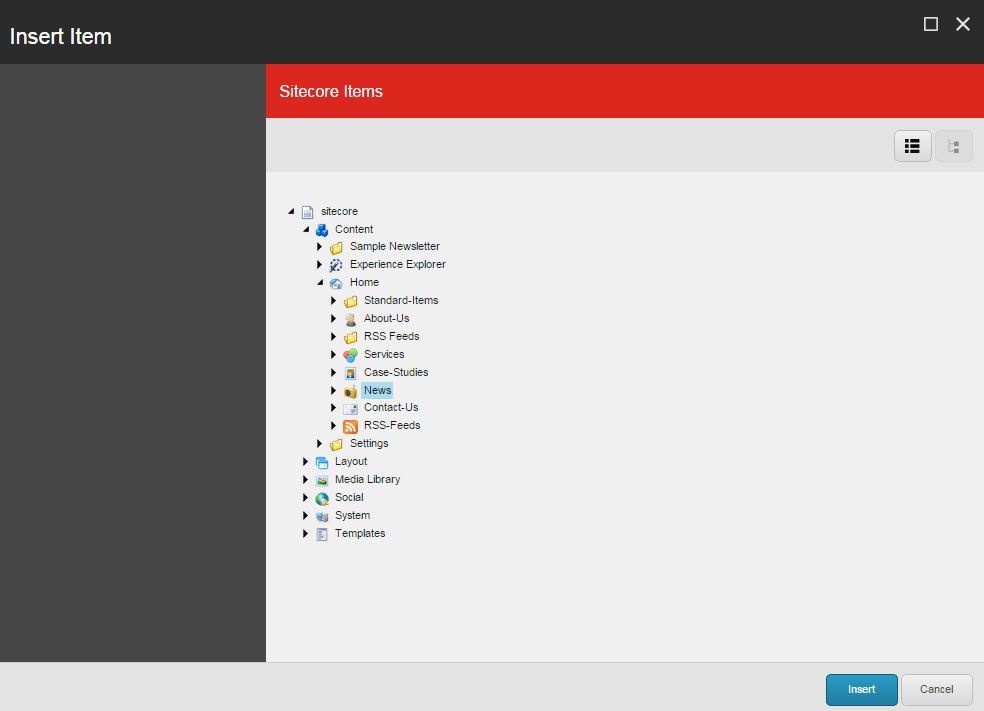 Insert Item
Sitecore Items
sitecore
Content
Sample Newsletter
Experience Explorer
Home
Standard-Items
About-Us
RSS Feeds
Services
Case-Studies
News
Contact-Us
RSS-Feeds
Settings
Layout
Media Library
Social
System
Templates
Insert Cancel